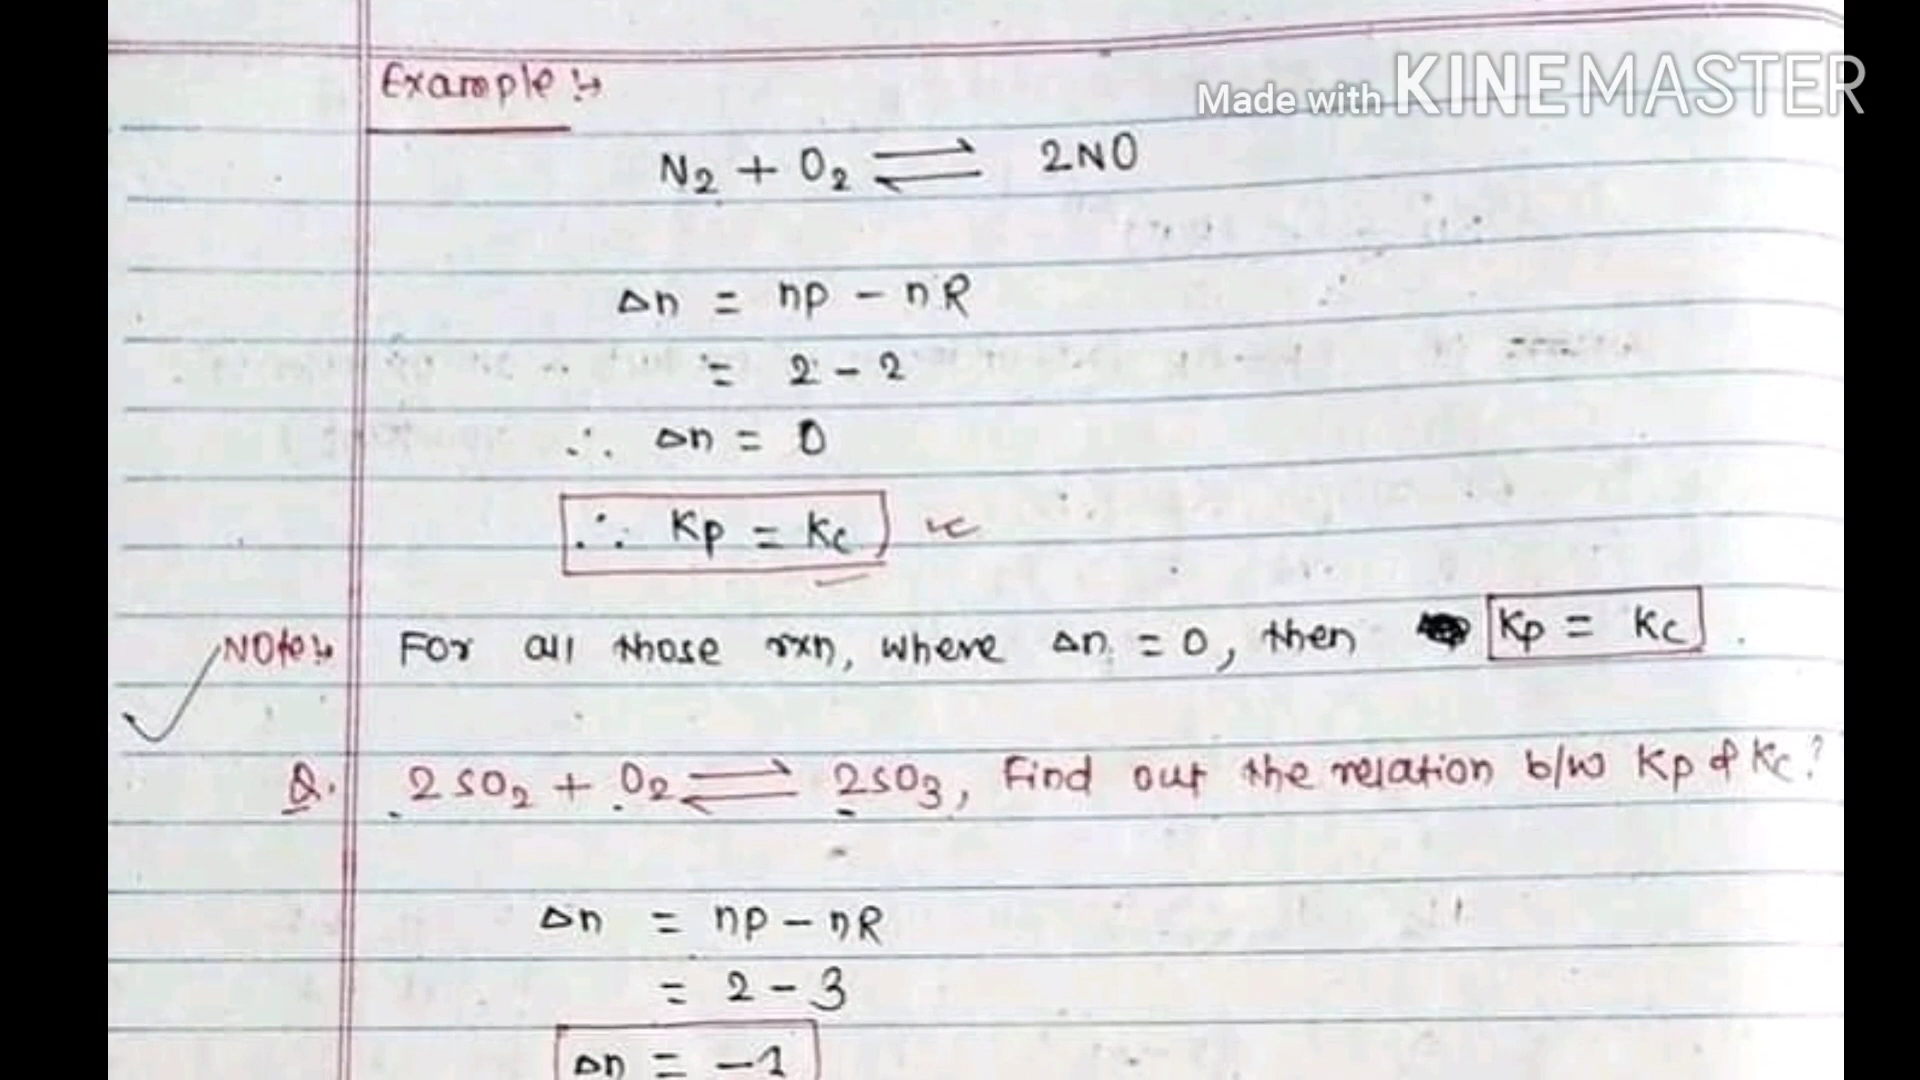 Made with KINEMASTER
Example :→
N₂ + O₂ ⇌ 2NO
Δn = nP - nR
= 2 - 2
∴ Δn = 0
∴ Kp = Kc
Note:→ For all those rxn, where Δn = 0, then Kp = Kc.
Q. 2SO₂ + O₂ ⇌ 2SO₃, Find out the relation b/w Kp & Kc?
Δn = nP - nR
= 2 - 3
Δn = -1